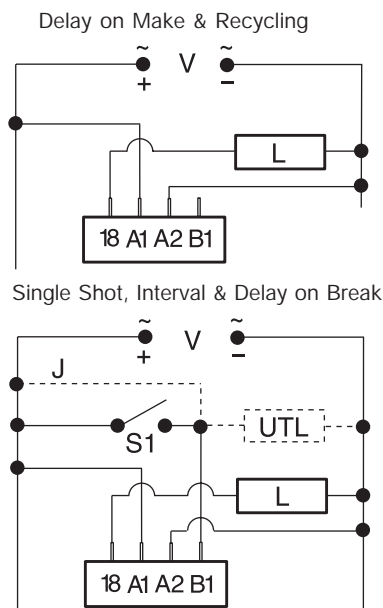 Delay on Make & Recycling
~ V ~
+ −
L
18 A1 A2 B1
Single Shot, Interval & Delay on Break
~ V ~
+ −
J
S1 UTL
L
18 A1 A2 B1